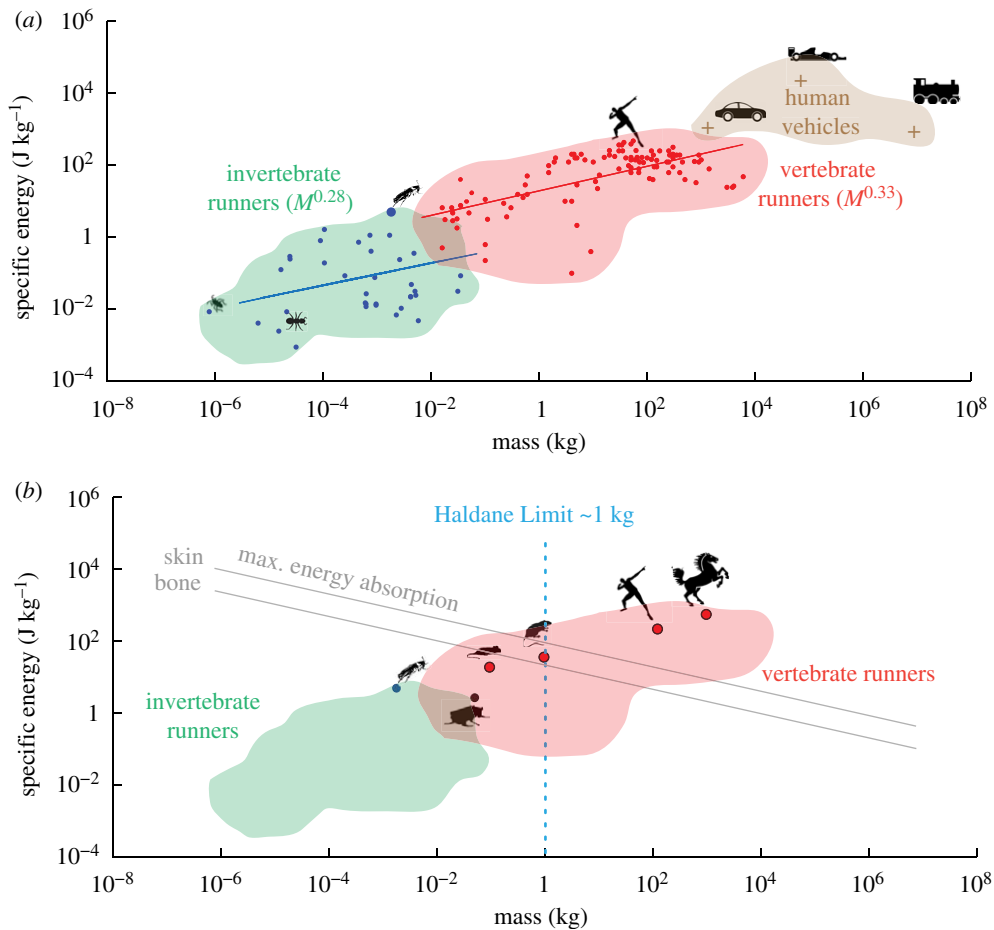 (a)
10^6
10^4
10^2
1
10^−2
10^−4
specific energy (J kg^−1)
invertebrate
runners (M^0.28)
human
vehicles
vertebrate
runners (M^0.33)
10^−8
10^−6
10^−4
10^−2
1
10^2
10^4
10^6
10^8
mass (kg)
(b)
10^6
10^4
10^2
1
10^−2
10^−4
specific energy (J kg^−1)
Haldane Limit ~1 kg
skin
bone
max. energy absorption
invertebrate
runners
vertebrate runners
10^−8
10^−6
10^−4
10^−2
1
10^2
10^4
10^6
10^8
mass (kg)